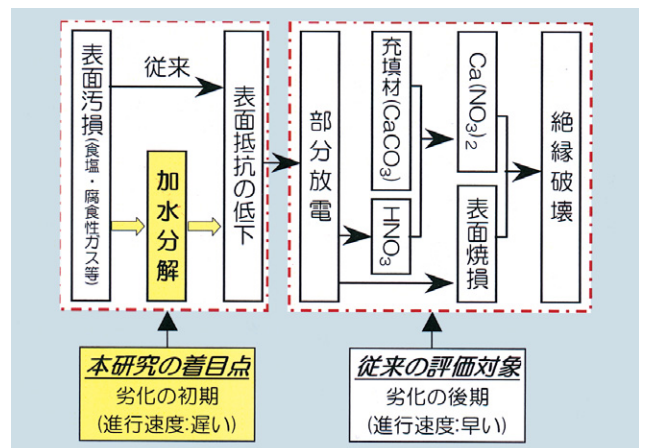 表面汚損(食塩・腐食性ガス等)
従来
加水分解
表面抵抗の低下
部分放電
充填材(CaCO₃)
HNO₃
Ca(NO₃)₂
表面焼損
絶縁破壊
本研究の着目点
劣化の初期
(進行速度:遅い)
従来の評価対象
劣化の後期
(進行速度:早い)